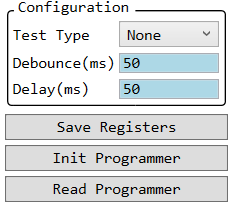 Configuration
Test Type None
Debounce(ms) 50
Delay(ms) 50
Save Registers
Init Programmer
Read Programmer